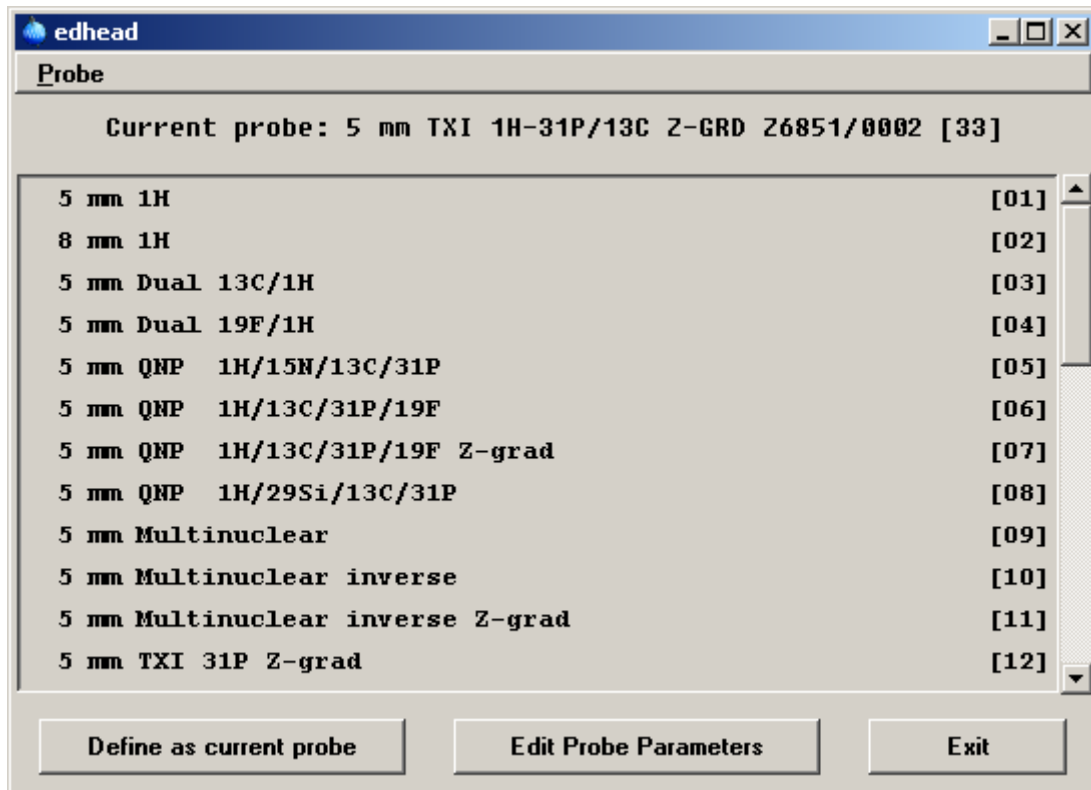 edhead
Probe
Current probe: 5 mm TXI 1H-31P/13C Z-GRD Z6851/0002 [33]
5 mm 1H [01]
8 mm 1H [02]
5 mm Dual 13C/1H [03]
5 mm Dual 19F/1H [04]
5 mm QNP 1H/15N/13C/31P [05]
5 mm QNP 1H/13C/31P/19F [06]
5 mm QNP 1H/13C/31P/19F Z-grad [07]
5 mm QNP 1H/29Si/13C/31P [08]
5 mm Multinuclear [09]
5 mm Multinuclear inverse [10]
5 mm Multinuclear inverse Z-grad [11]
5 mm TXI 31P Z-grad [12]
Define as current probe Edit Probe Parameters Exit